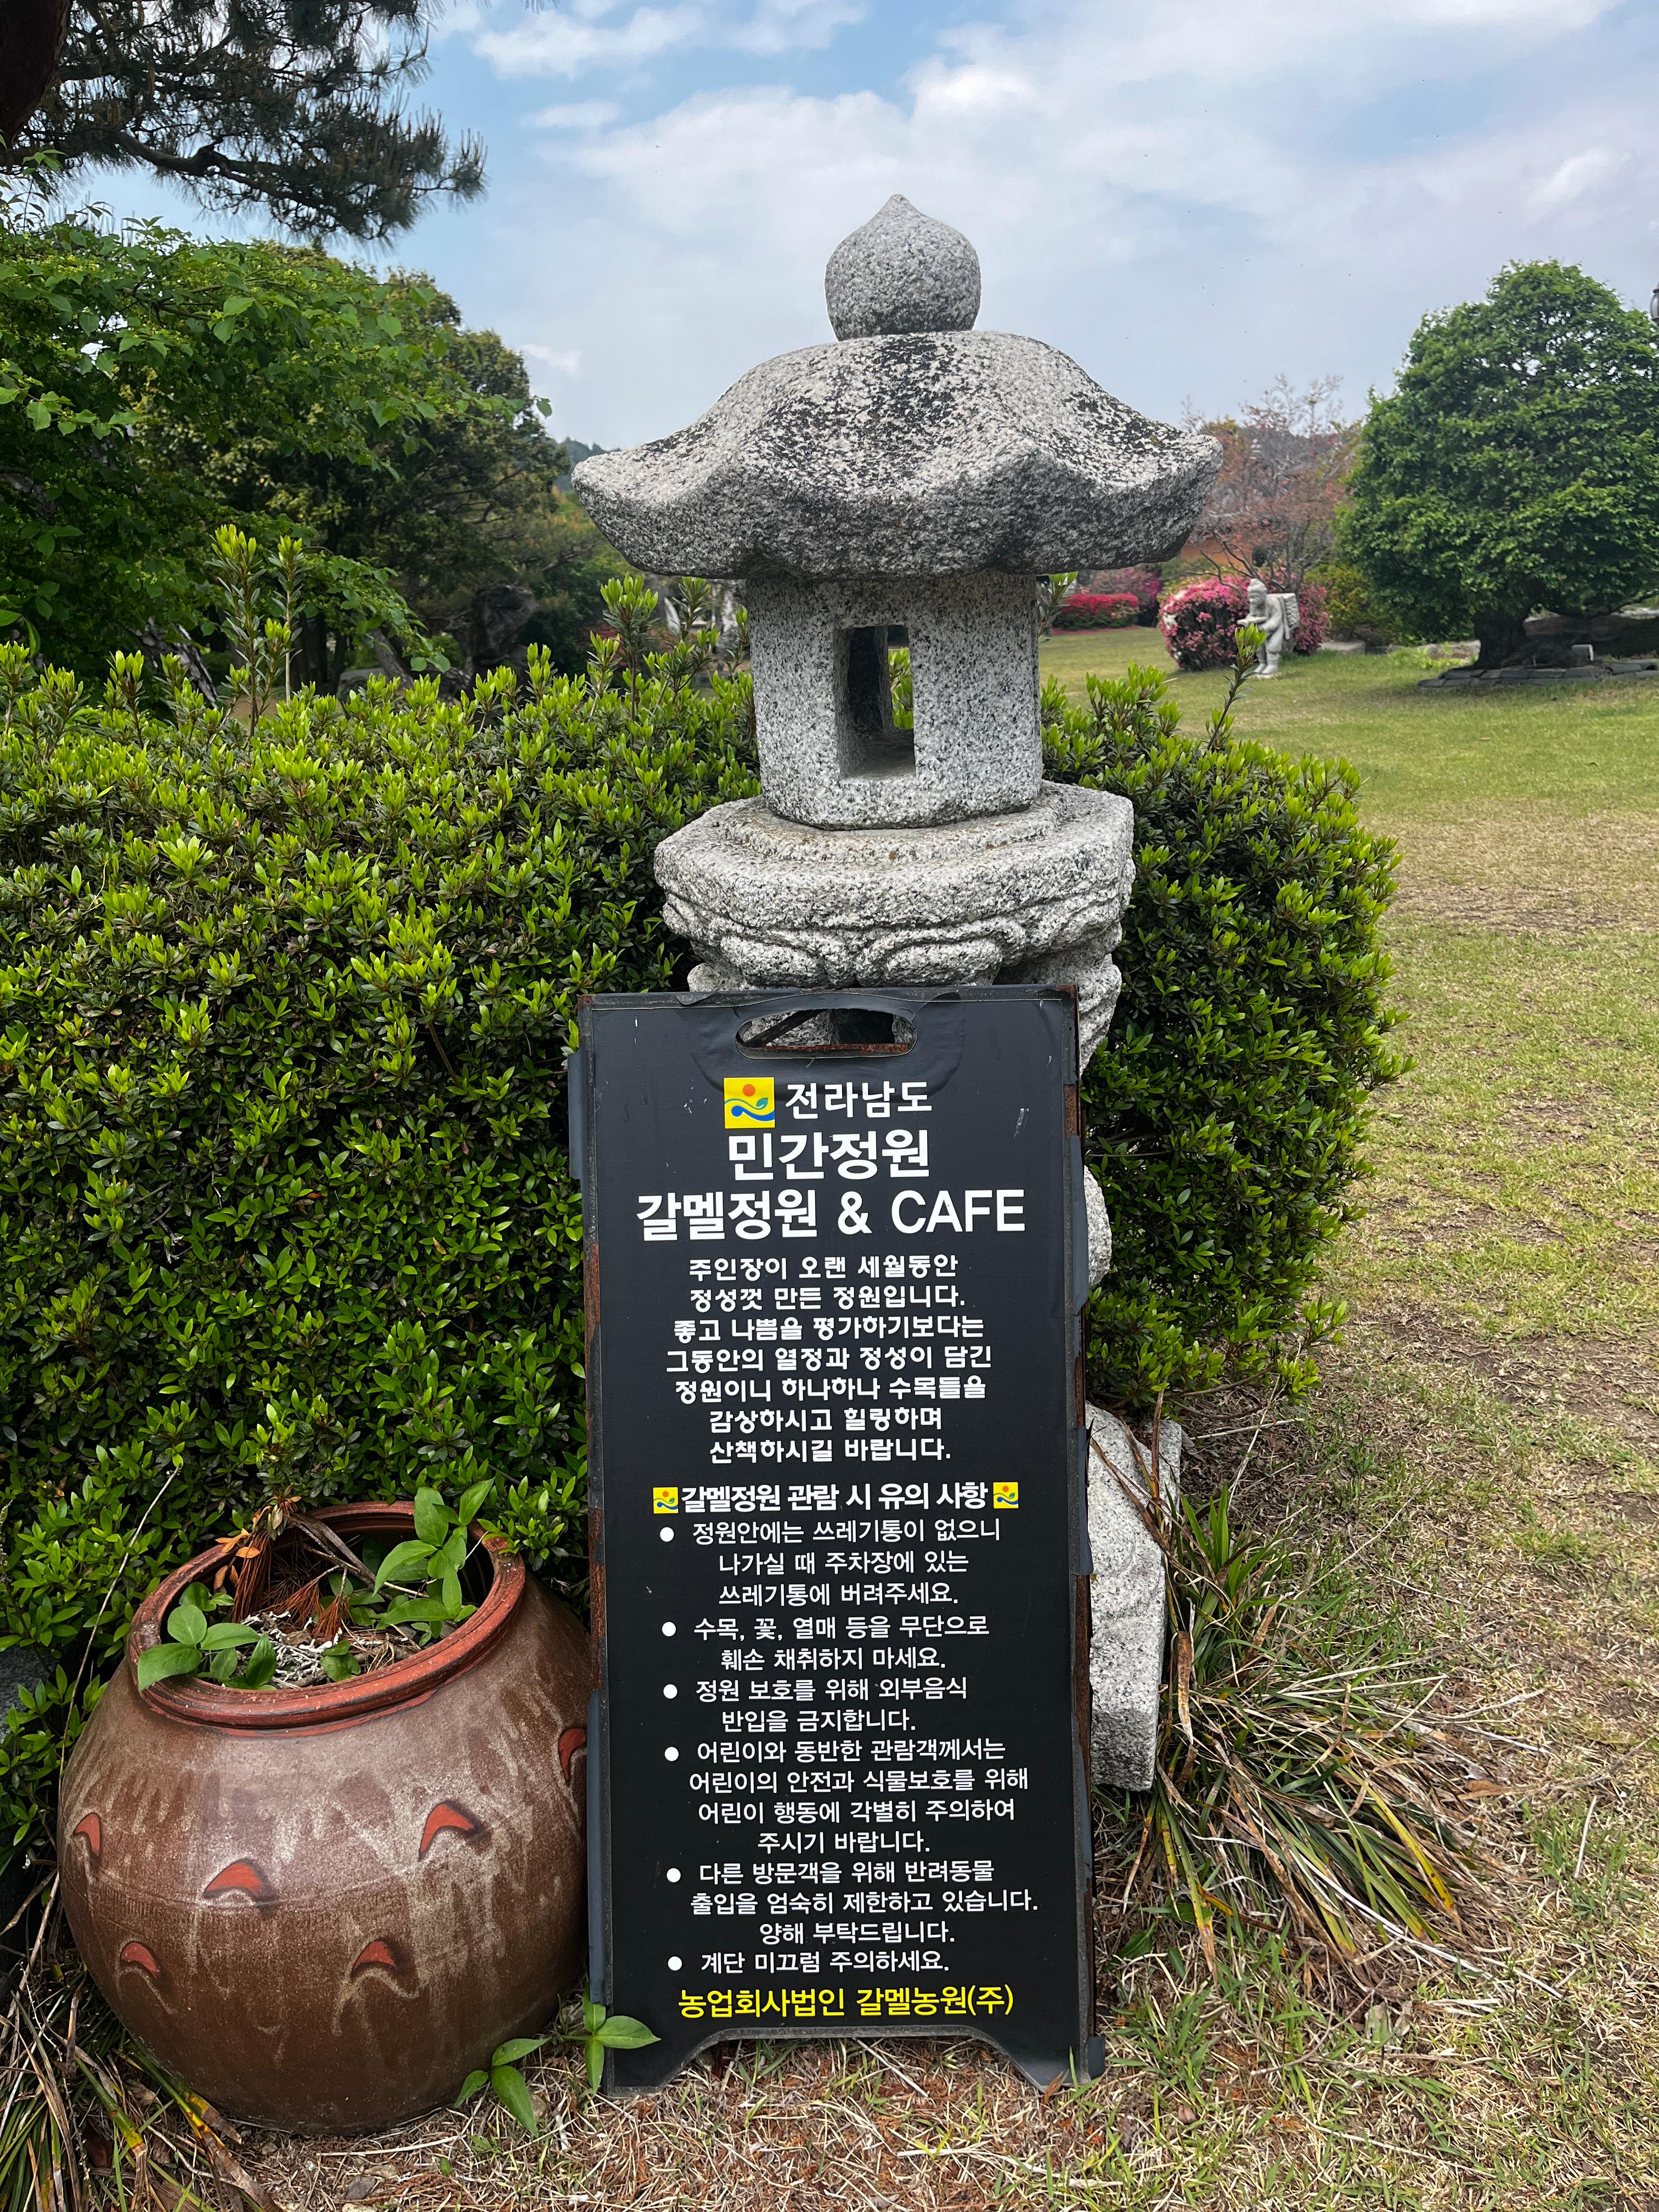 전라남도
민간정원
갈멜정원 & CAFE
주인장이 오랜 세월동안
정성껏 만든 정원입니다.
좋고 나쁨을 평가하기보다는
그동안의 열정과 정성이 담긴
정원이니 하나하나 수목들을
감상하시고 힐링하며
산책하시길 바랍니다.
갈멜정원 관람 시 유의 사항
● 정원안에는 쓰레기통이 없으니
나가실 때 주차장에 있는
쓰레기통에 버려주세요.
● 수목, 꽃, 열매 등을 무단으로
훼손 채취하지 마세요.
● 정원 보호를 위해 외부음식
반입을 금지합니다.
● 어린이와 동반한 관람객께서는
어린이의 안전과 식물보호를 위해
어린이 행동에 각별히 주의하여
주시기 바랍니다.
● 다른 방문객을 위해 반려동물
출입을 엄숙히 제한하고 있습니다.
양해 부탁드립니다.
● 계단 미끄럼 주의하세요.
농업회사법인 갈멜농원(주)